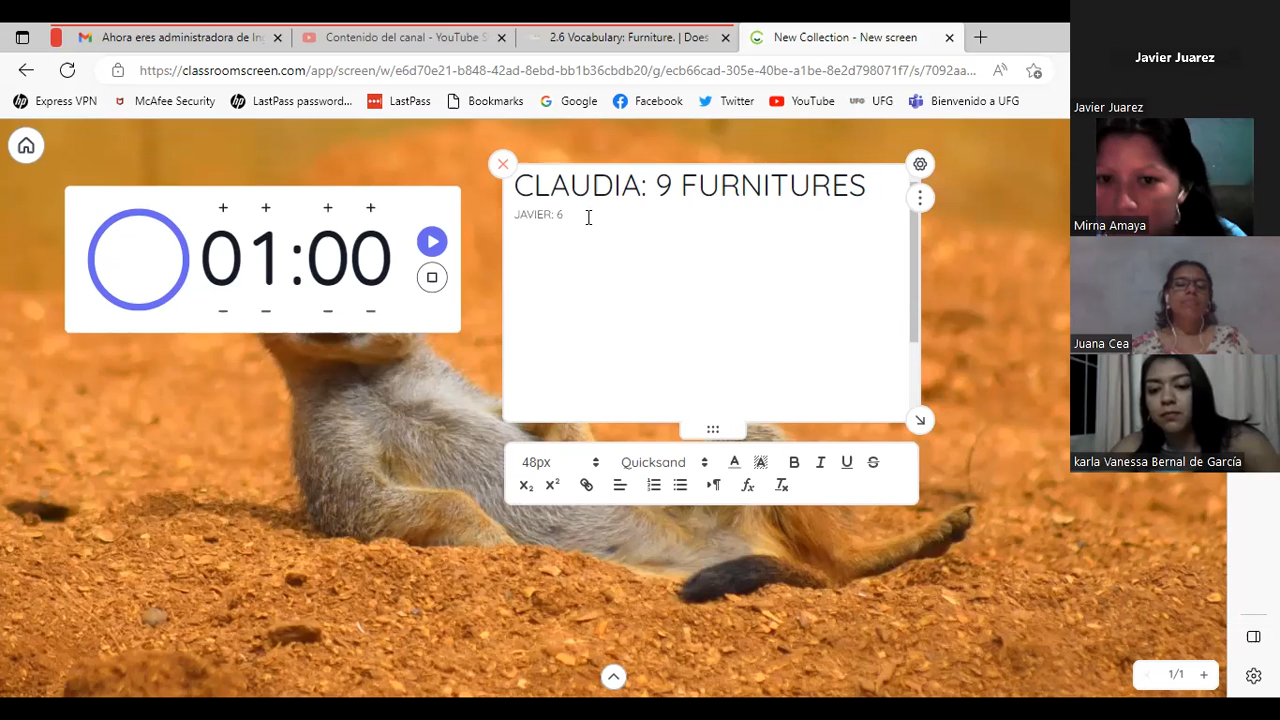 Ahora eres administradora de In
Contenido del canal - YouTube S
2.6 Vocabulary: Furniture. | Does
New Collection - New screen
https://classroomscreen.com/app/screen/w/e6d70e21-b848-42ad-8ebd-bb1b36cbdb20/g/ecb66cad-305e-40be-a1be-8e2d798071f7/s/7092aa...
Express VPN
McAfee Security
LastPass password...
LastPass
Bookmarks
Google
Facebook
Twitter
YouTube
UFG
Bienvenido a UFG
01:00
CLAUDIA: 9 FURNITURES
JAVIER: 6
48px
Quicksand
1/1
Javier Juarez
Javier Juarez
Mirna Amaya
Juana Cea
karla Vanessa Bernal de García